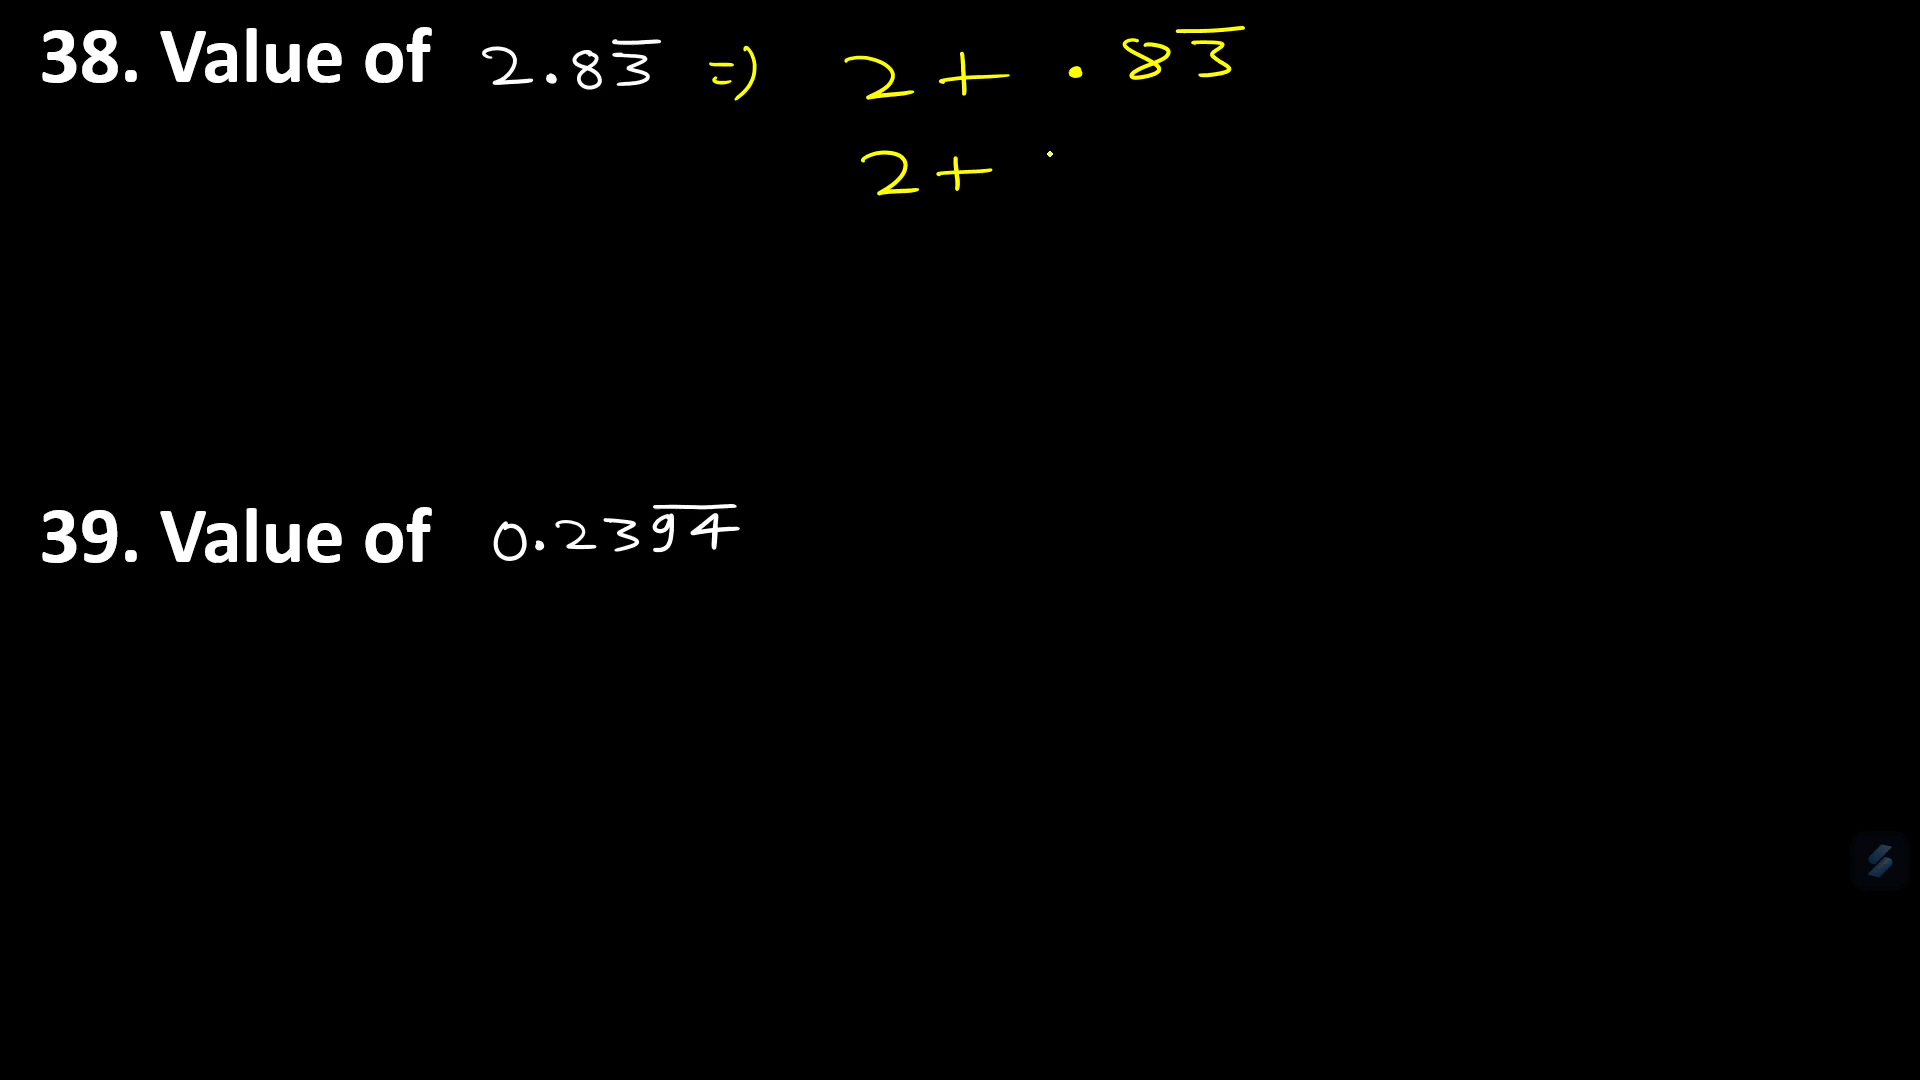 38. Value of 2.83̅ => 2 + .83̅
2 +
39. Value of 0.239̅4̅